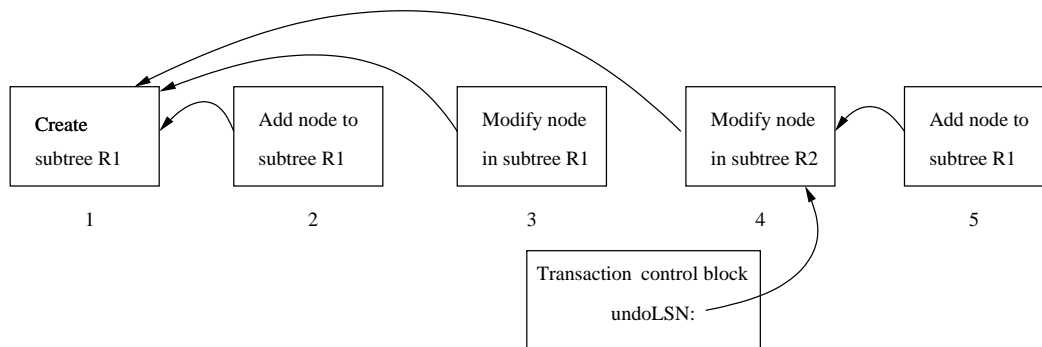 Create
subtree R1
Add node to
subtree R1
Modify node
in subtree R1
Modify node
in subtree R2
Add node to
subtree R1
1
2
3
4
5
Transaction control block
undoLSN: